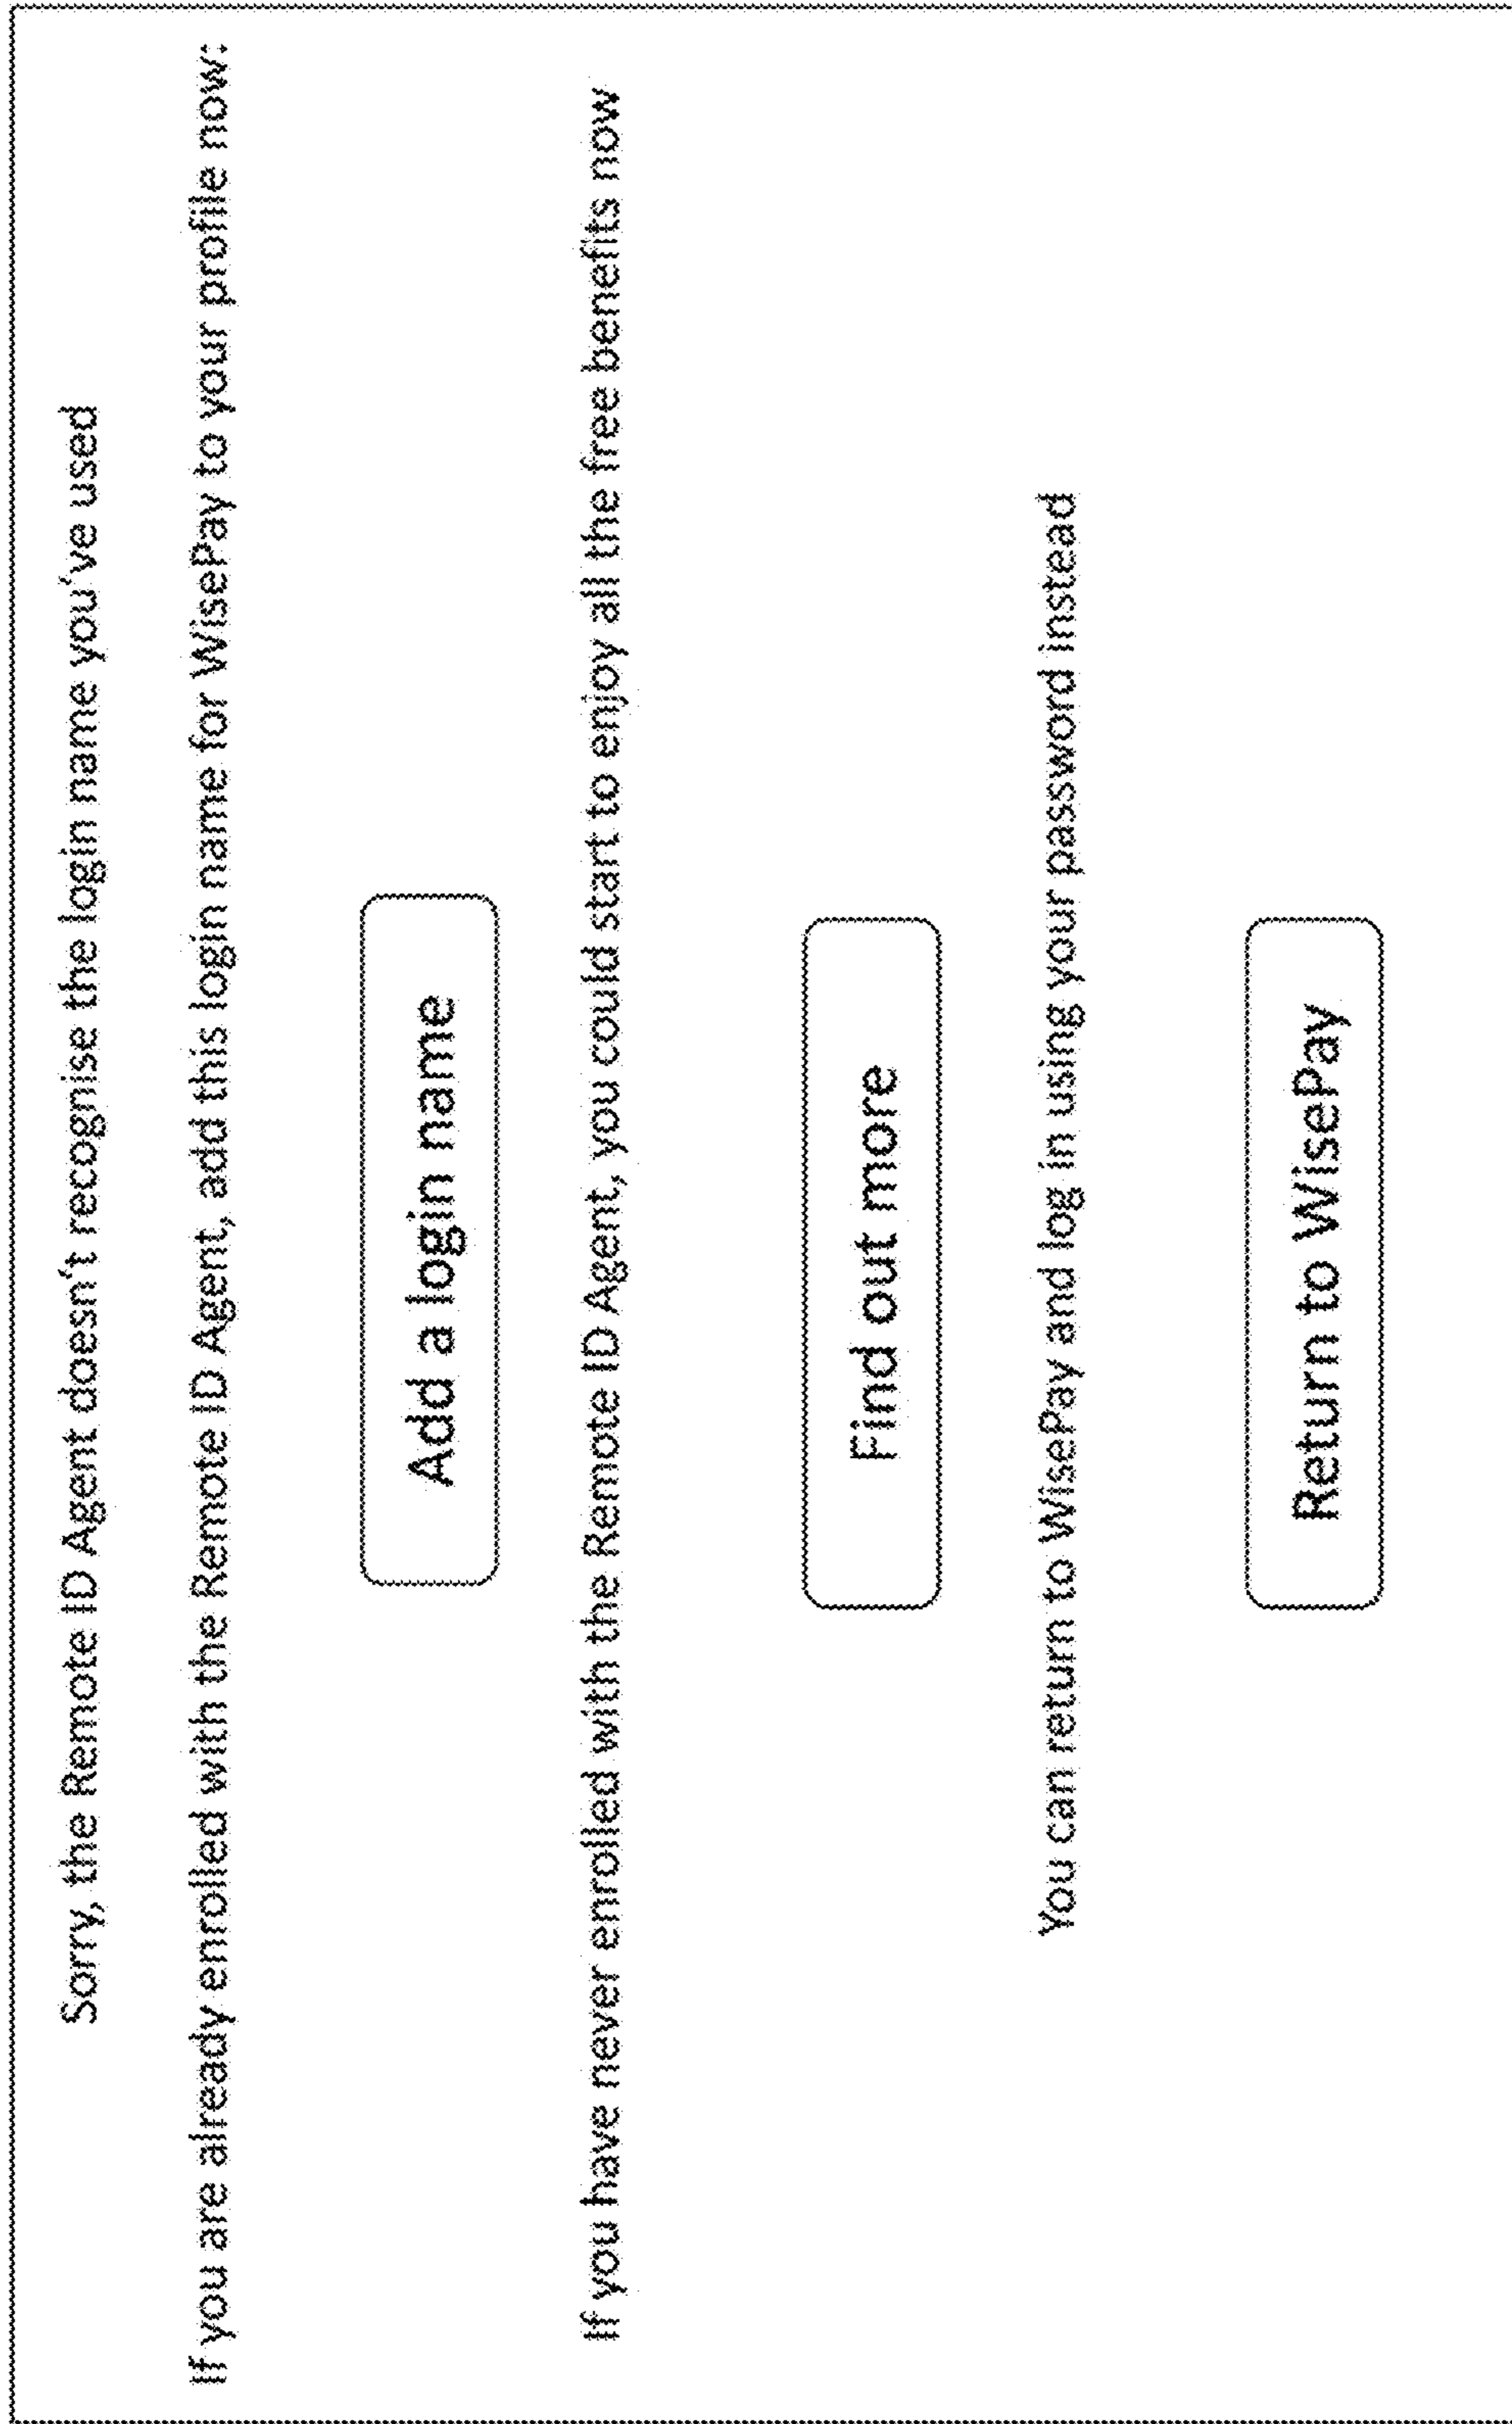 Sorry, the Remote ID Agent doesn't recognise the login name you've used
If you are already enrolled with the Remote ID Agent, add this login name for WisePay to your profile now:
Add a login name
If you have never enrolled with the Remote ID Agent, you could start to enjoy all the free benefits now
Find out more
You can return to WisePay and log in using your password instead
Return to WisePay